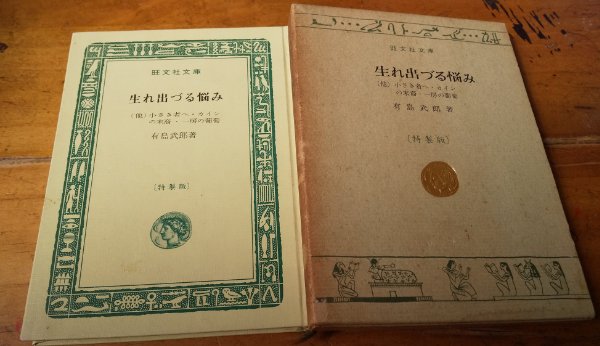 旺文社文庫
生れ出づる悩み
(他)小さき者へ・カイン
の末裔・一房の葡萄
有島武郎著
[特製版]
旺文社文庫
生れ出づる悩み
(他)小さき者へ・カイン
の末裔・一房の葡萄
有島武郎著
[特製版]